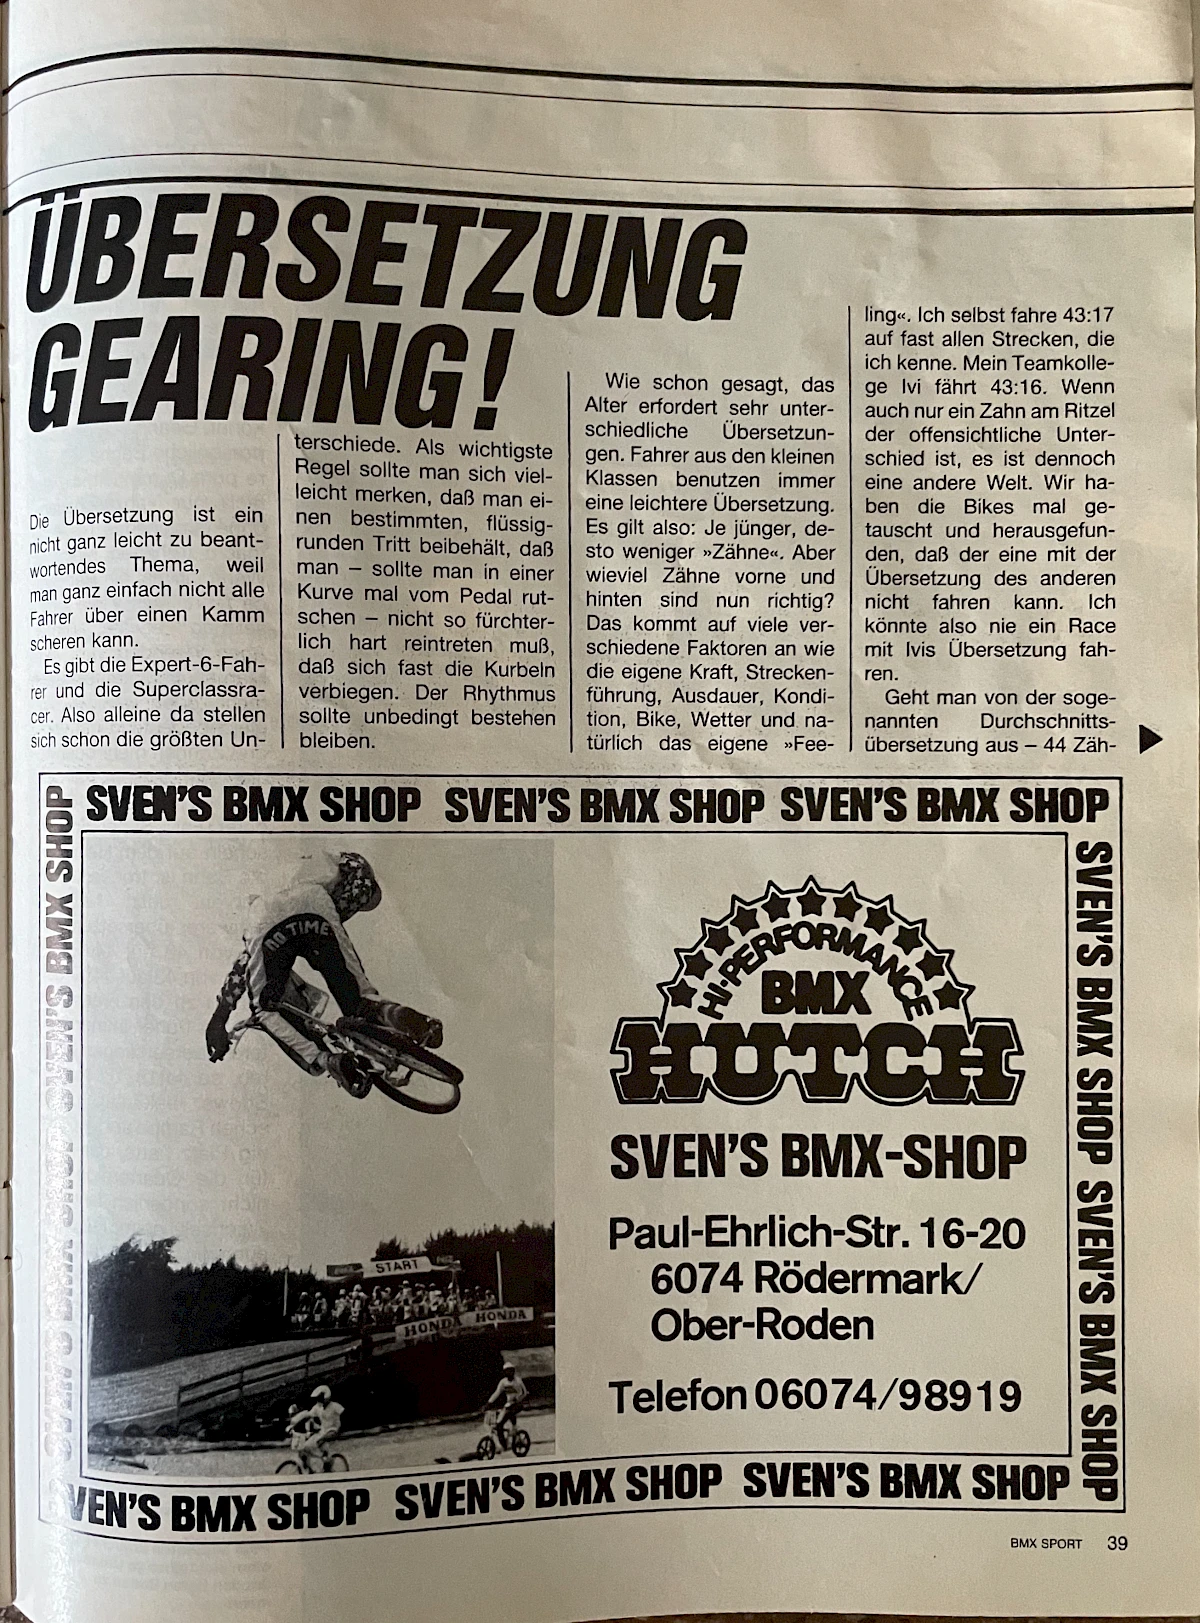 ÜBERSETZUNG
GEARING!
Die Übersetzung ist ein
nicht ganz leicht zu beant-
wortendes Thema, weil
man ganz einfach nicht alle
Fahrer über einen Kamm
scheren kann.
Es gibt die Expert-6-Fah-
rer und die Superclassra-
cer. Also alleine da stellen
sich schon die größten Un-
terschiede. Als wichtigste
Regel sollte man sich viel-
leicht merken, daß man ei-
nen bestimmten, flüssig-
runden Tritt beibehält, daß
man – sollte man in einer
Kurve mal vom Pedal rut-
schen – nicht so fürchter-
lich hart reintreten muß,
daß sich fast die Kurbeln
verbiegen. Der Rhythmus
sollte unbedingt bestehen
bleiben.
Wie schon gesagt, das
Alter erfordert sehr unter-
schiedliche Übersetzun-
gen. Fahrer aus den kleinen
Klassen benutzen immer
eine leichtere Übersetzung.
Es gilt also: Je jünger, de-
sto weniger »Zähne«. Aber
wieviel Zähne vorne und
hinten sind nun richtig?
Das kommt auf viele ver-
schiedene Faktoren an wie
die eigene Kraft, Strecken-
führung, Ausdauer, Kondi-
tion, Bike, Wetter und na-
türlich das eigene »Fee-
ling«. Ich selbst fahre 43:17
auf fast allen Strecken, die
ich kenne. Mein Teamkolle-
ge Ivi fährt 43:16. Wenn
auch nur ein Zahn am Ritzel
der offensichtliche Unter-
schied ist, es ist dennoch
eine andere Welt. Wir ha-
ben die Bikes mal ge-
tauscht und herausgefun-
den, daß der eine mit der
Übersetzung des anderen
nicht fahren kann. Ich
könnte also nie ein Race
mit Ivis Übersetzung fah-
ren.
Geht man von der soge-
nannten Durchschnitts-
übersetzung aus – 44 Zäh-
SVEN'S BMX SHOP SVEN'S BMX SHOP SVEN'S BMX SHOP
SVEN'S BMX SHOP SVEN'S BMX SHOP
SVEN'S BMX SHOP SVEN'S BMX SHOP
TIME
START
HONDA HONDA
HI-PERFORMANCE
BMX
HUTCH
SVEN'S BMX-SHOP
Paul-Ehrlich-Str. 16-20
6074 Rödermark/
Ober-Roden
Telefon 06074/98919
VEN'S BMX SHOP SVEN'S BMX SHOP SVEN'S BMX SHOP
BMX SPORT 39